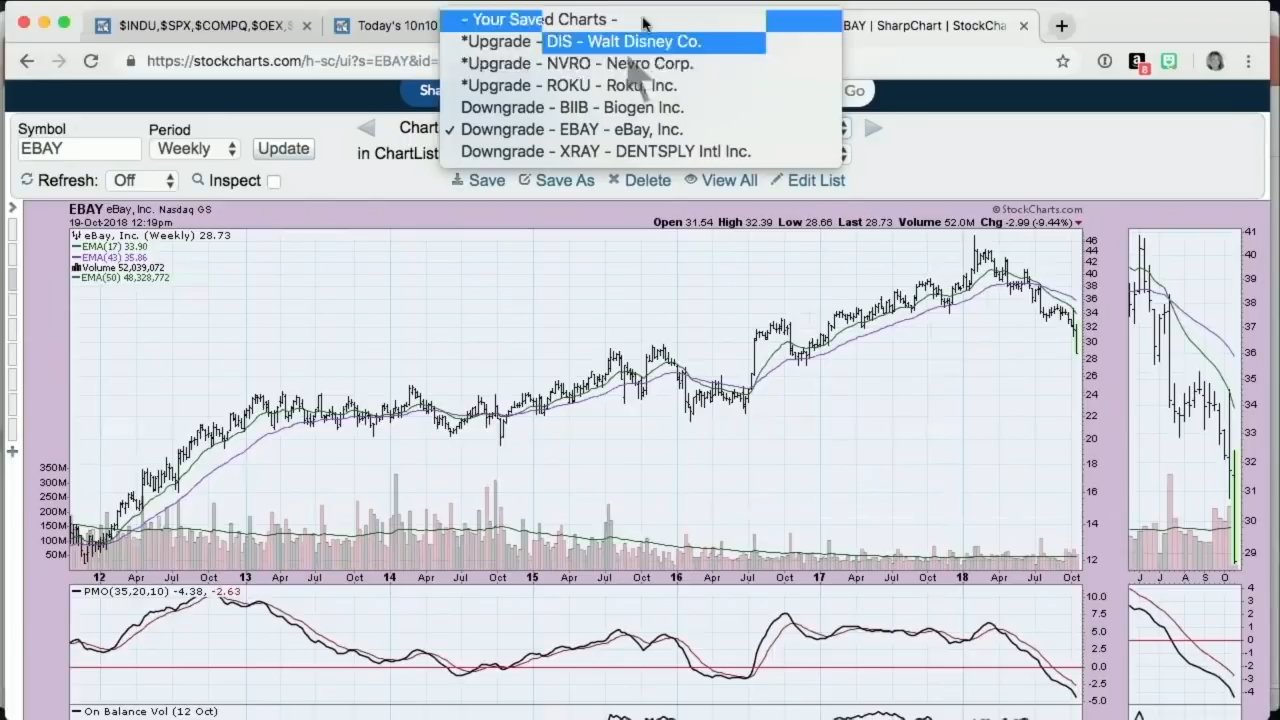 $INDU,$SPX,$COMPQ,$OEX,$
Today's 10n10
BAY | SharpChart | StockCha
https://stockcharts.com/h-sc/ui?s=EBAY&id=
8
- Your Saved Charts -
*Upgrade - DIS - Walt Disney Co.
*Upgrade - NVRO - Nevro Corp.
*Upgrade - ROKU - Roku, Inc.
Downgrade - BIIB - Biogen Inc.
✓ Downgrade - EBAY - eBay, Inc.
Downgrade - XRAY - DENTSPLY Intl Inc.
Sha
Go
Symbol
Period
Chart
EBAY
Weekly
Update
in ChartList
Refresh:
Off
Inspect
Save
Save As
Delete
View All
Edit List
EBAY eBay, Inc. Nasdaq GS
©StockCharts.com
19-Oct-2018 12:19pm
Open 31.54 High 32.39 Low 28.66 Last 28.73 Volume 52.0M Chg -2.99 (-9.44%)
eBay, Inc. (Weekly) 28.73
EMA(17) 33.90
EMA(43) 35.86
Volume 52,039,072
EMA(50) 48,328,772
46
44
42
40
38
36
34
32
30
28
26
24
22
20
18
16
14
12
350M
300M
250M
200M
150M
100M
50M
41
40
39
38
37
36
35
34
33
32
31
30
29
12 Apr Jul Oct 13 Apr Jul Oct 14 Apr Jul Oct 15 Apr Jul Oct 16 Apr Jul Oct 17 Apr Jul Oct 18 Apr Jul Oct
J J A S O
PMO(35,20,10) -4.38, -2.63
10.0
7.5
5.0
2.5
0.0
-2.5
-5.0
4
3
2
1
0
-1
-2
-3
-4
On Balance Vol (12 Oct)